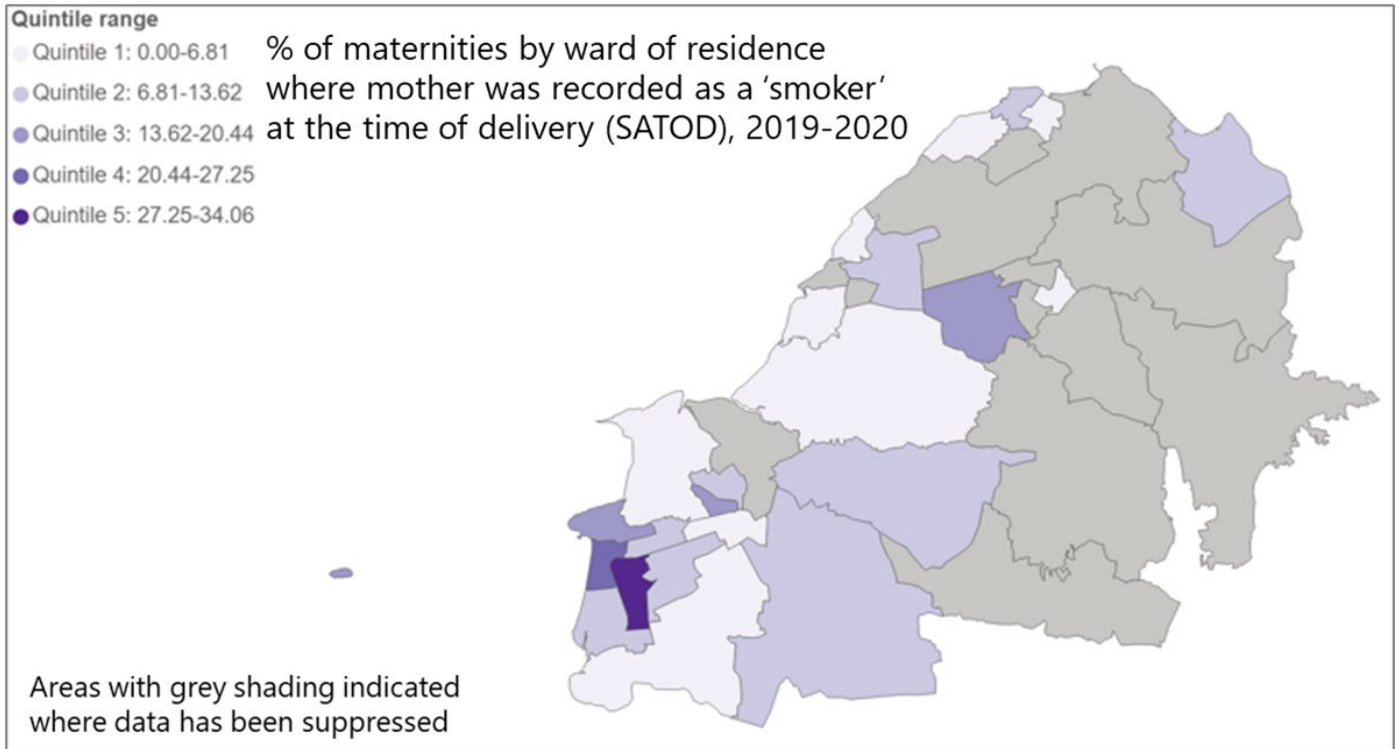 Quintile range
Quintile 1: 0.00-6.81
Quintile 2: 6.81-13.62
Quintile 3: 13.62-20.44
Quintile 4: 20.44-27.25
Quintile 5: 27.25-34.06
% of maternities by ward of residence
where mother was recorded as a ‘smoker’
at the time of delivery (SATOD), 2019-2020
Areas with grey shading indicated
where data has been suppressed